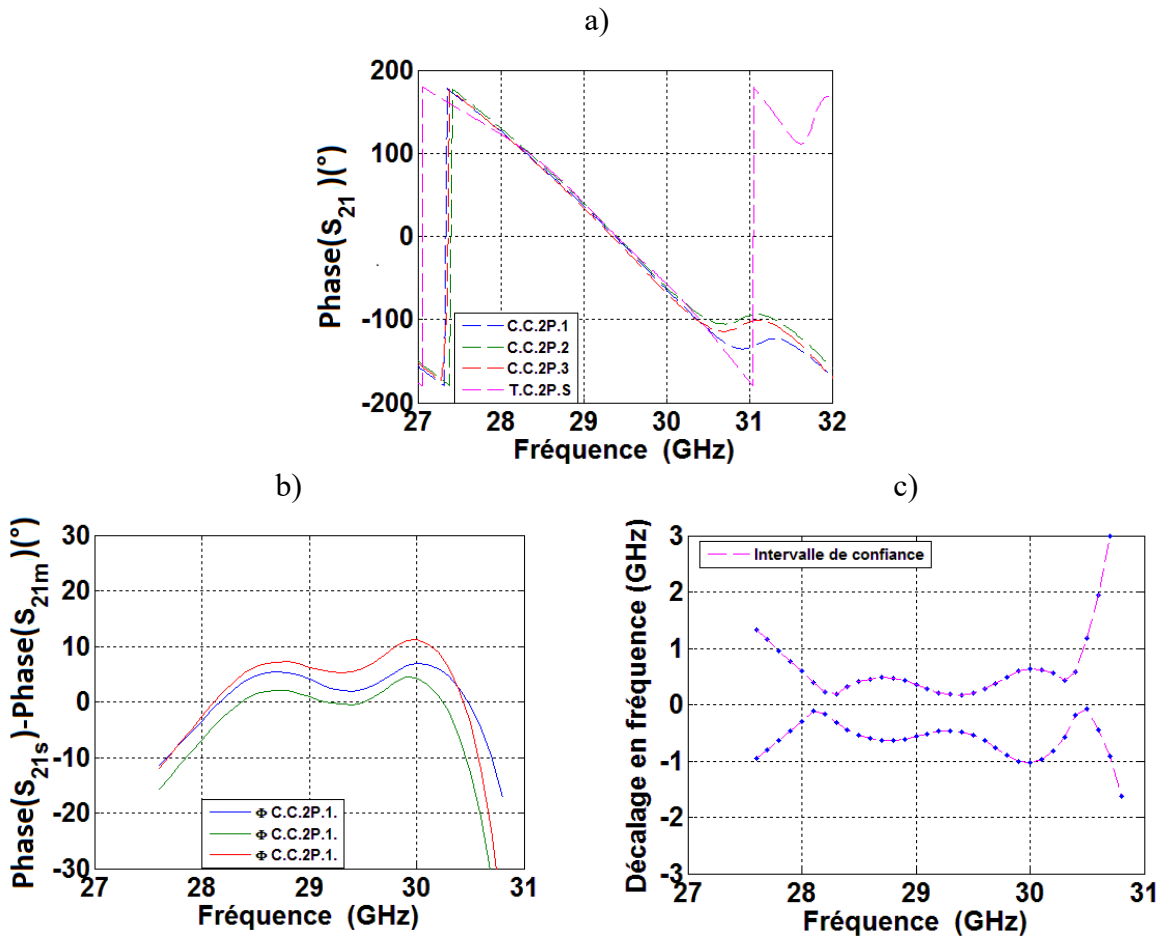 a)
200
100
0
-100
-200
Phase(S21)(°)
C.C.2P.1
C.C.2P.2
C.C.2P.3
T.C.2P.S
27 28 29 30 31 32
Fréquence (GHz)
b)
30
20
10
0
-10
-20
-30
Phase(S21s)-Phase(S21m)(°)
Φ C.C.2P.1.
Φ C.C.2P.1.
Φ C.C.2P.1.
27 28 29 30 31
Fréquence (GHz)
c)
3
2
1
0
-1
-2
-3
Décalage en fréquence (GHz)
Intervalle de confiance
27 28 29 30 31
Fréquence (GHz)